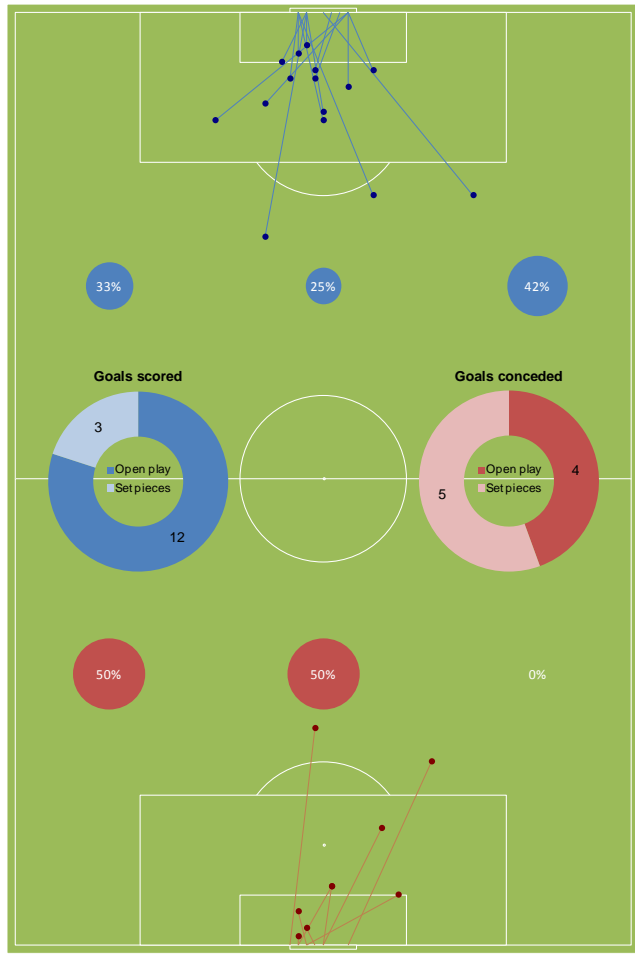 33%
25%
42%
Goals scored
Goals conceded
3
Open play
Set pieces
12
Open play
Set pieces
4
5
50%
50%
0%